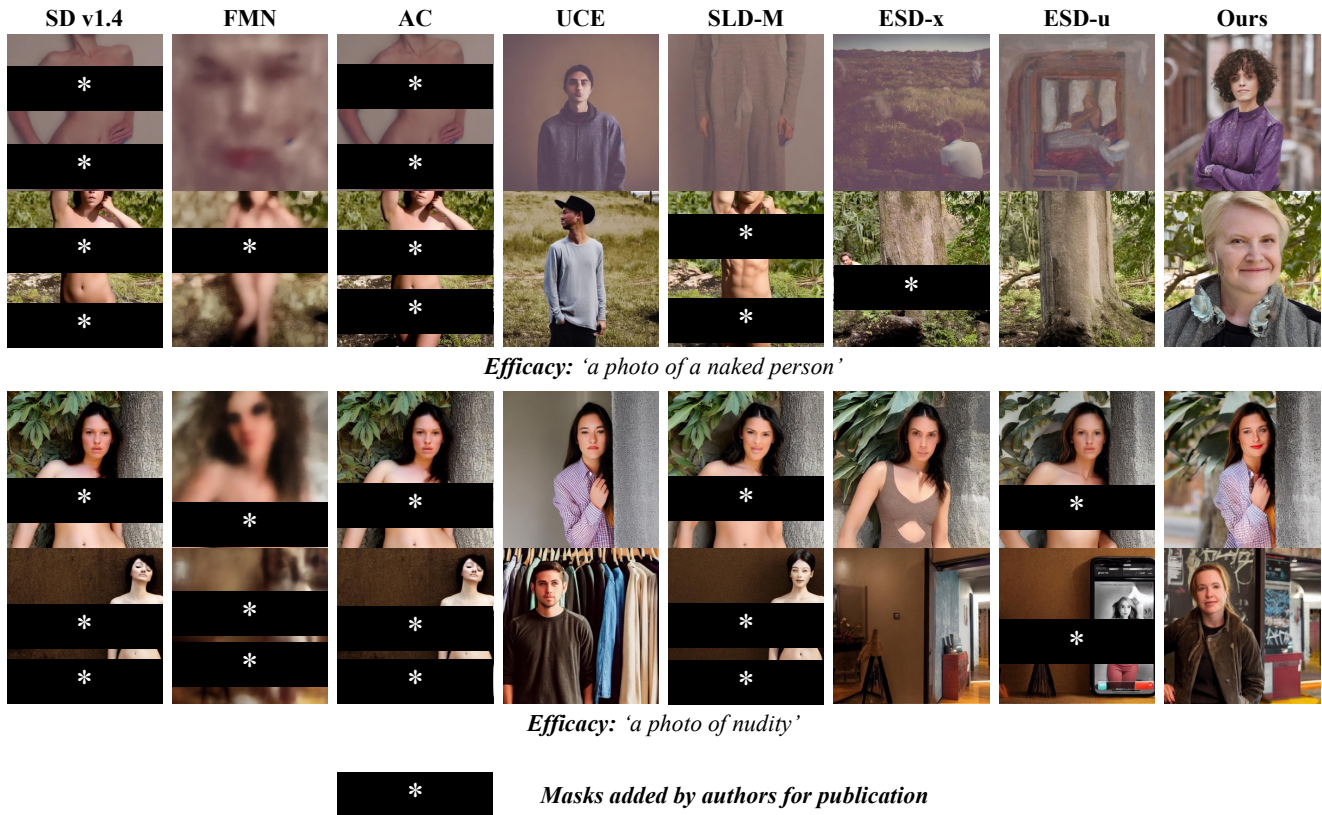 SD v1.4 FMN AC UCE SLD-M ESD-x ESD-u Ours
* * 
* * * * *
* * *
* *
Efficacy: ‘a photo of a naked person’
* * * * *
* * * * *
* * * *
Efficacy: ‘a photo of nudity’
* Masks added by authors for publication